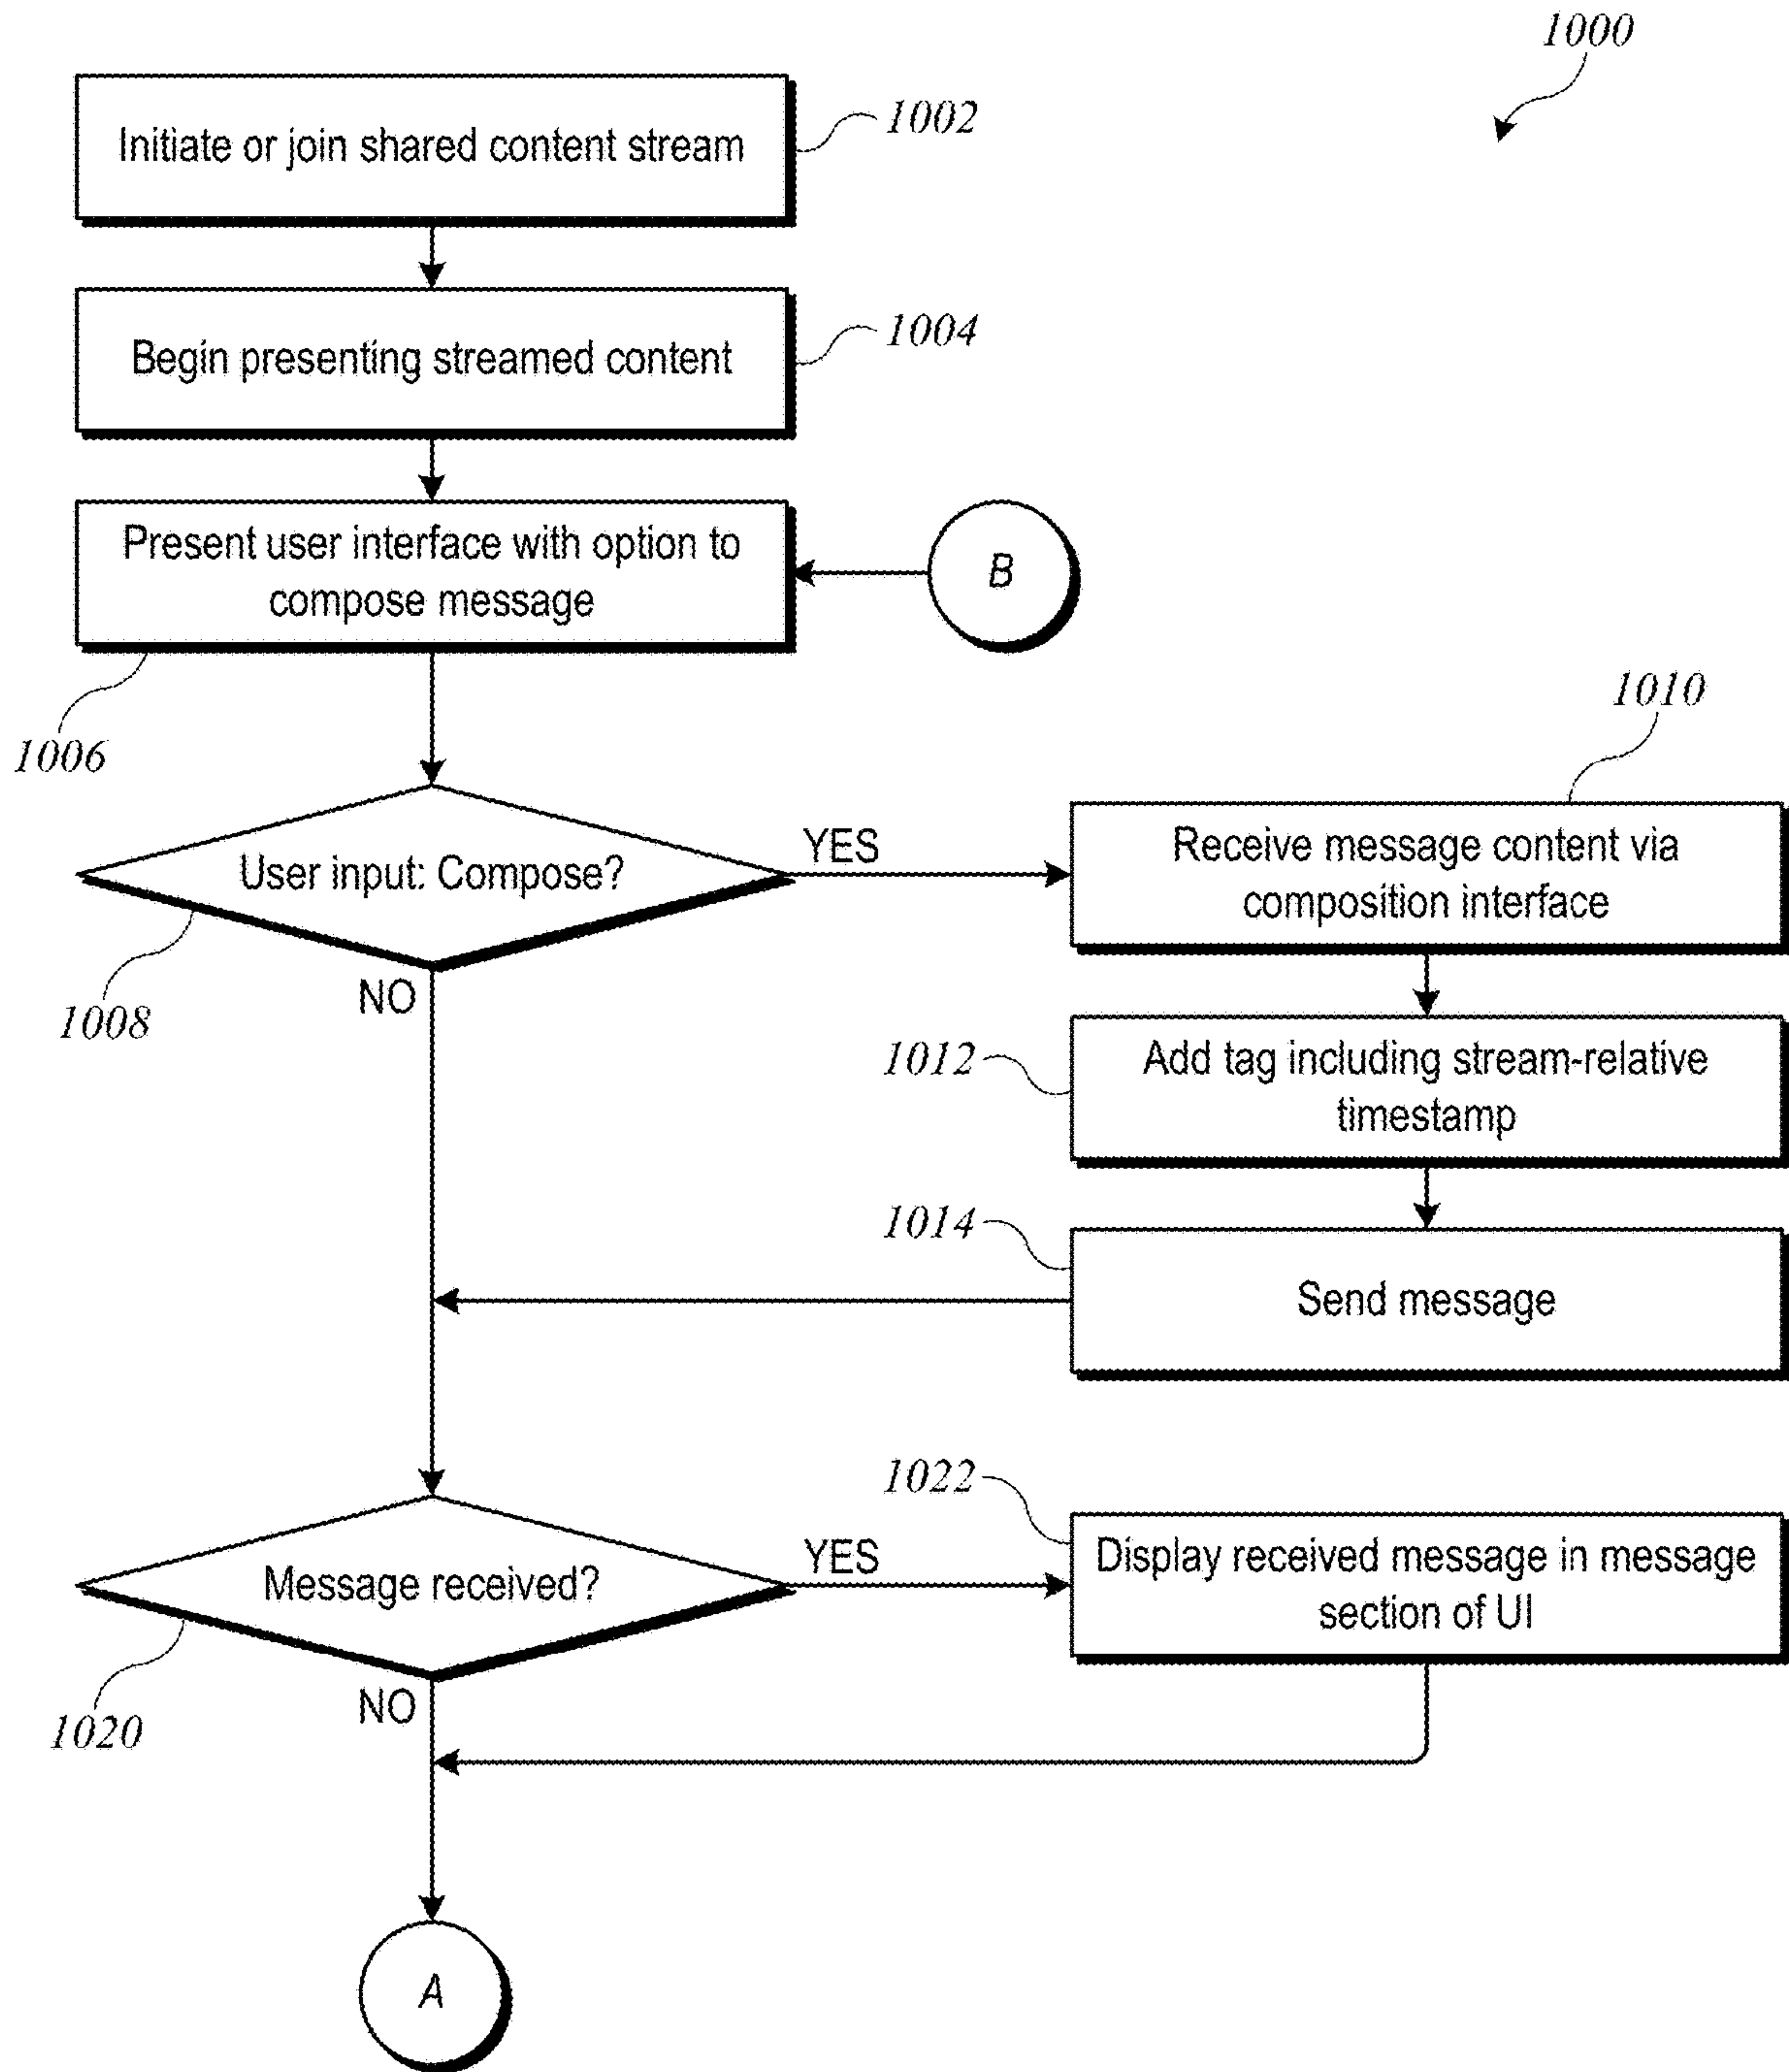 1000
Initiate or join shared content stream
1002
Begin presenting streamed content
1004
Present user interface with option to
compose message
B
1006
User input: Compose?
YES
NO
1008
1010
Receive message content via
composition interface
1012
Add tag including stream-relative
timestamp
1014
Send message
Message received?
YES
NO
1020
1022
Display received message in message
section of UI
A